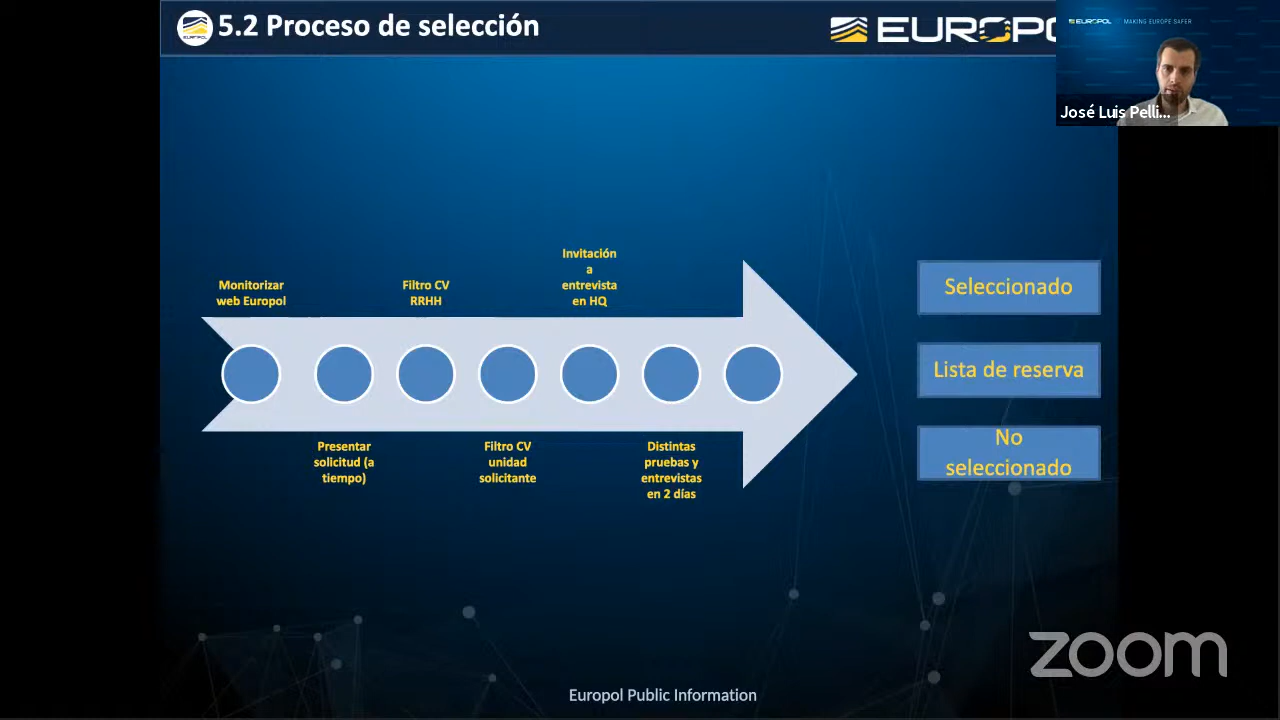 5.2 Proceso de selección
EUROPOL
EUROPO
EUROPOL MAKING EUROPE SAFER
José Luis Pelli...
Invitación
a
entrevista
en HQ
Monitorizar
web Europol
Filtro CV
RRHH
Presentar
solicitud (a
tiempo)
Filtro CV
unidad
solicitante
Distintas
pruebas y
entrevistas
en 2 días
Seleccionado
Lista de reserva
No
seleccionado
zoom
Europol Public Information